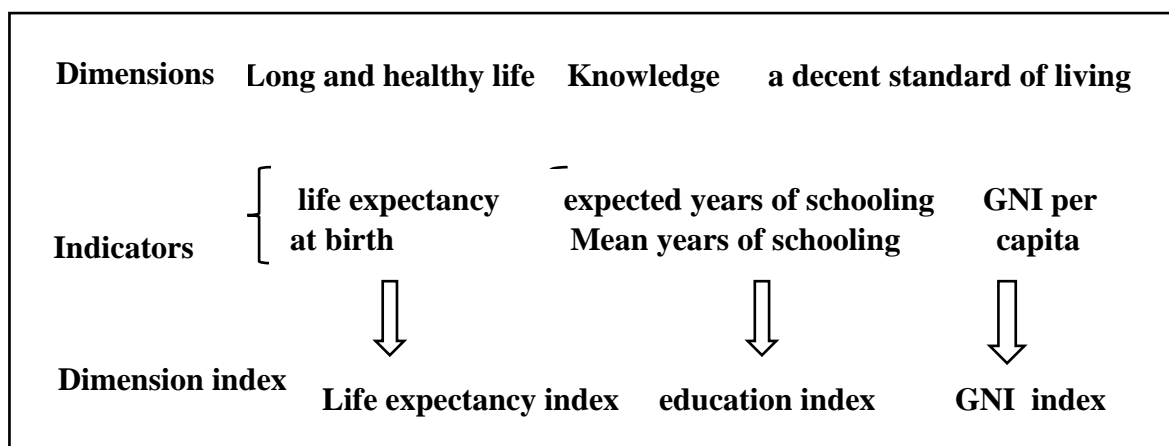 Dimensions Long and healthy life Knowledge a decent standard of living
life expectancy expected years of schooling GNI per
Indicators at birth Mean years of schooling capita
Dimension index Life expectancy index education index GNI index